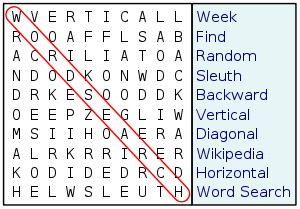 W V E R T I C A L L Week
R O O A F F L S A B Find
A C R I L I A T O A Random
N D O D K O N W D C Sleuth
D R K E S O O D D K Backward
O E E P Z E G L I W Vertical
M S I I H O A E R A Diagonal
A L R K R R I R E R Wikipedia
K O D I D E D R C D Horizontal
H E L W S L E U T H Word Search